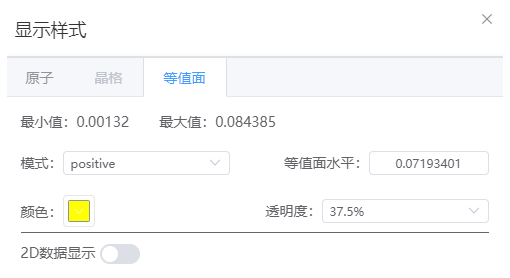 显示样式
原子 晶格 等值面
最小值：0.00132 最大值：0.084385
模式： positive 等值面水平： 0.07193401
颜色： 透明度： 37.5%
2D数据显示